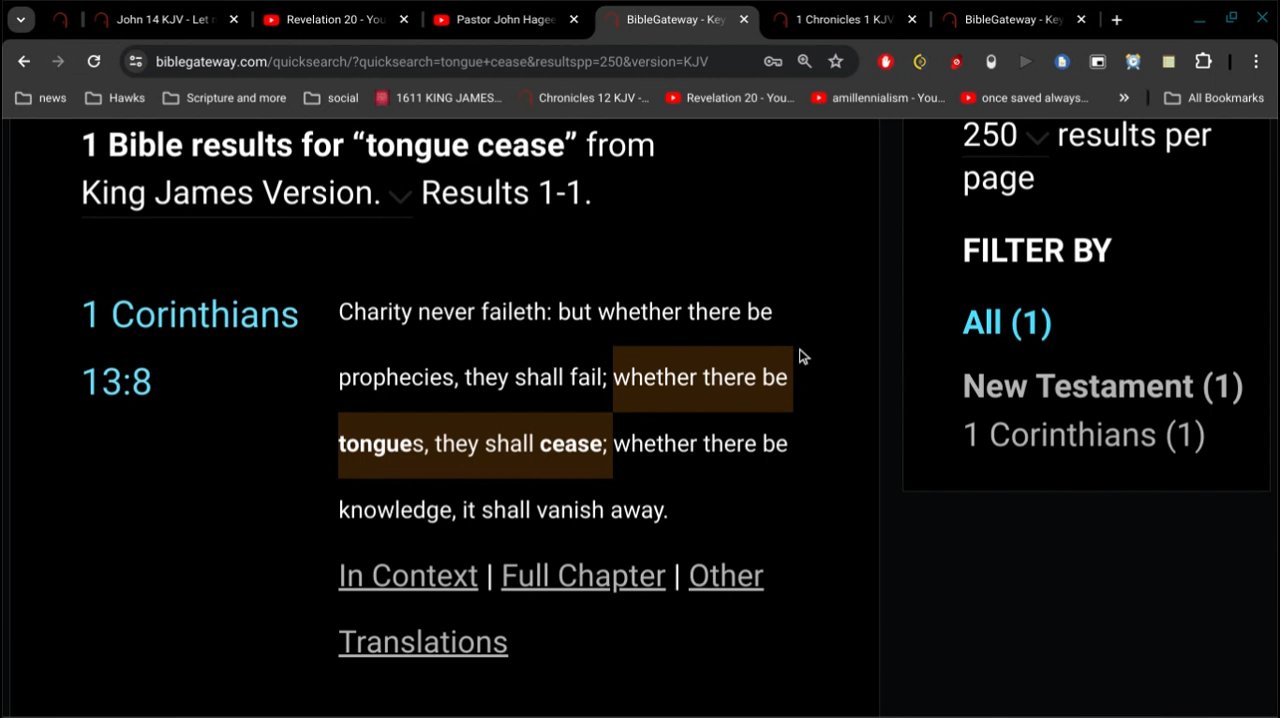 John 14 KJV - Let n
Revelation 20 - You
Pastor John Hagee
BibleGateway - Key
1 Chronicles 1 KJV
BibleGateway - Key
biblegateway.com/quicksearch/?quicksearch=tongue+cease&resultspp=250&version=KJV
news
Hawks
Scripture and more
social
1611 KING JAMES...
Chronicles 12 KJV -...
Revelation 20 - You...
amillennialism - You...
once saved always...
All Bookmarks
1 Bible results for “tongue cease” from
King James Version. Results 1-1.
1 Corinthians
13:8
Charity never faileth: but whether there be
prophecies, they shall fail; whether there be
tongues, they shall cease; whether there be
knowledge, it shall vanish away.
In Context | Full Chapter | Other
Translations
250 results per
page
FILTER BY
All (1)
New Testament (1)
1 Corinthians (1)